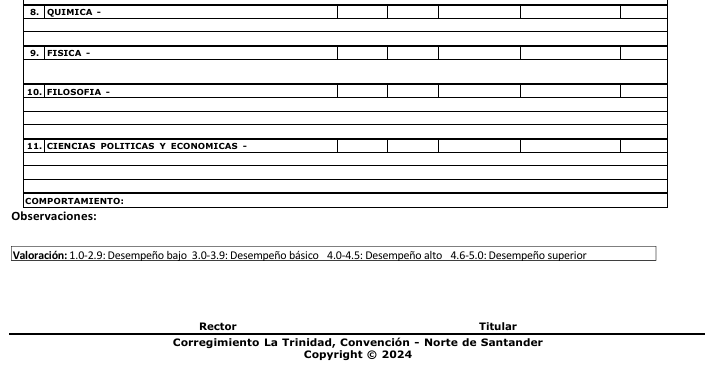 8. QUIMICA -
9. FISICA -
10. FILOSOFIA -
11. CIENCIAS POLITICAS Y ECONOMICAS -
COMPORTAMIENTO:
Observaciones:
Valoración: 1.0-2.9: Desempeño bajo 3.0-3.9: Desempeño básico 4.0-4.5: Desempeño alto 4.6-5.0: Desempeño superior
Rector Titular
Corregimiento La Trinidad, Convención - Norte de Santander
Copyright © 2024